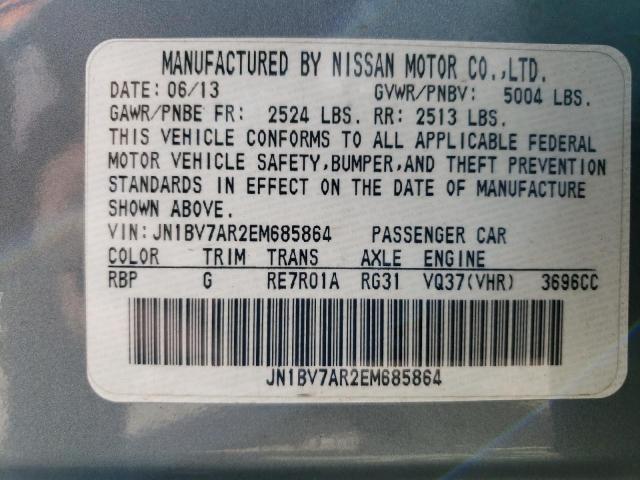 MANUFACTURED BY NISSAN MOTOR CO.,LTD.
DATE: 06/13 GVWR/PNBV: 5004 LBS.
GAWR/PNBE FR: 2524 LBS. RR: 2513 LBS.
THIS VEHICLE CONFORMS TO ALL APPLICABLE FEDERAL
MOTOR VEHICLE SAFETY,BUMPER,AND THEFT PREVENTION
STANDARDS IN EFFECT ON THE DATE OF MANUFACTURE
SHOWN ABOVE.
VIN:JN1BV7AR2EM685864 PASSENGER CAR
COLOR TRIM TRANS AXLE ENGINE
RBP G RE7R01A RG31 VQ37(VHR) 3696CC
JN1BV7AR2EM685864